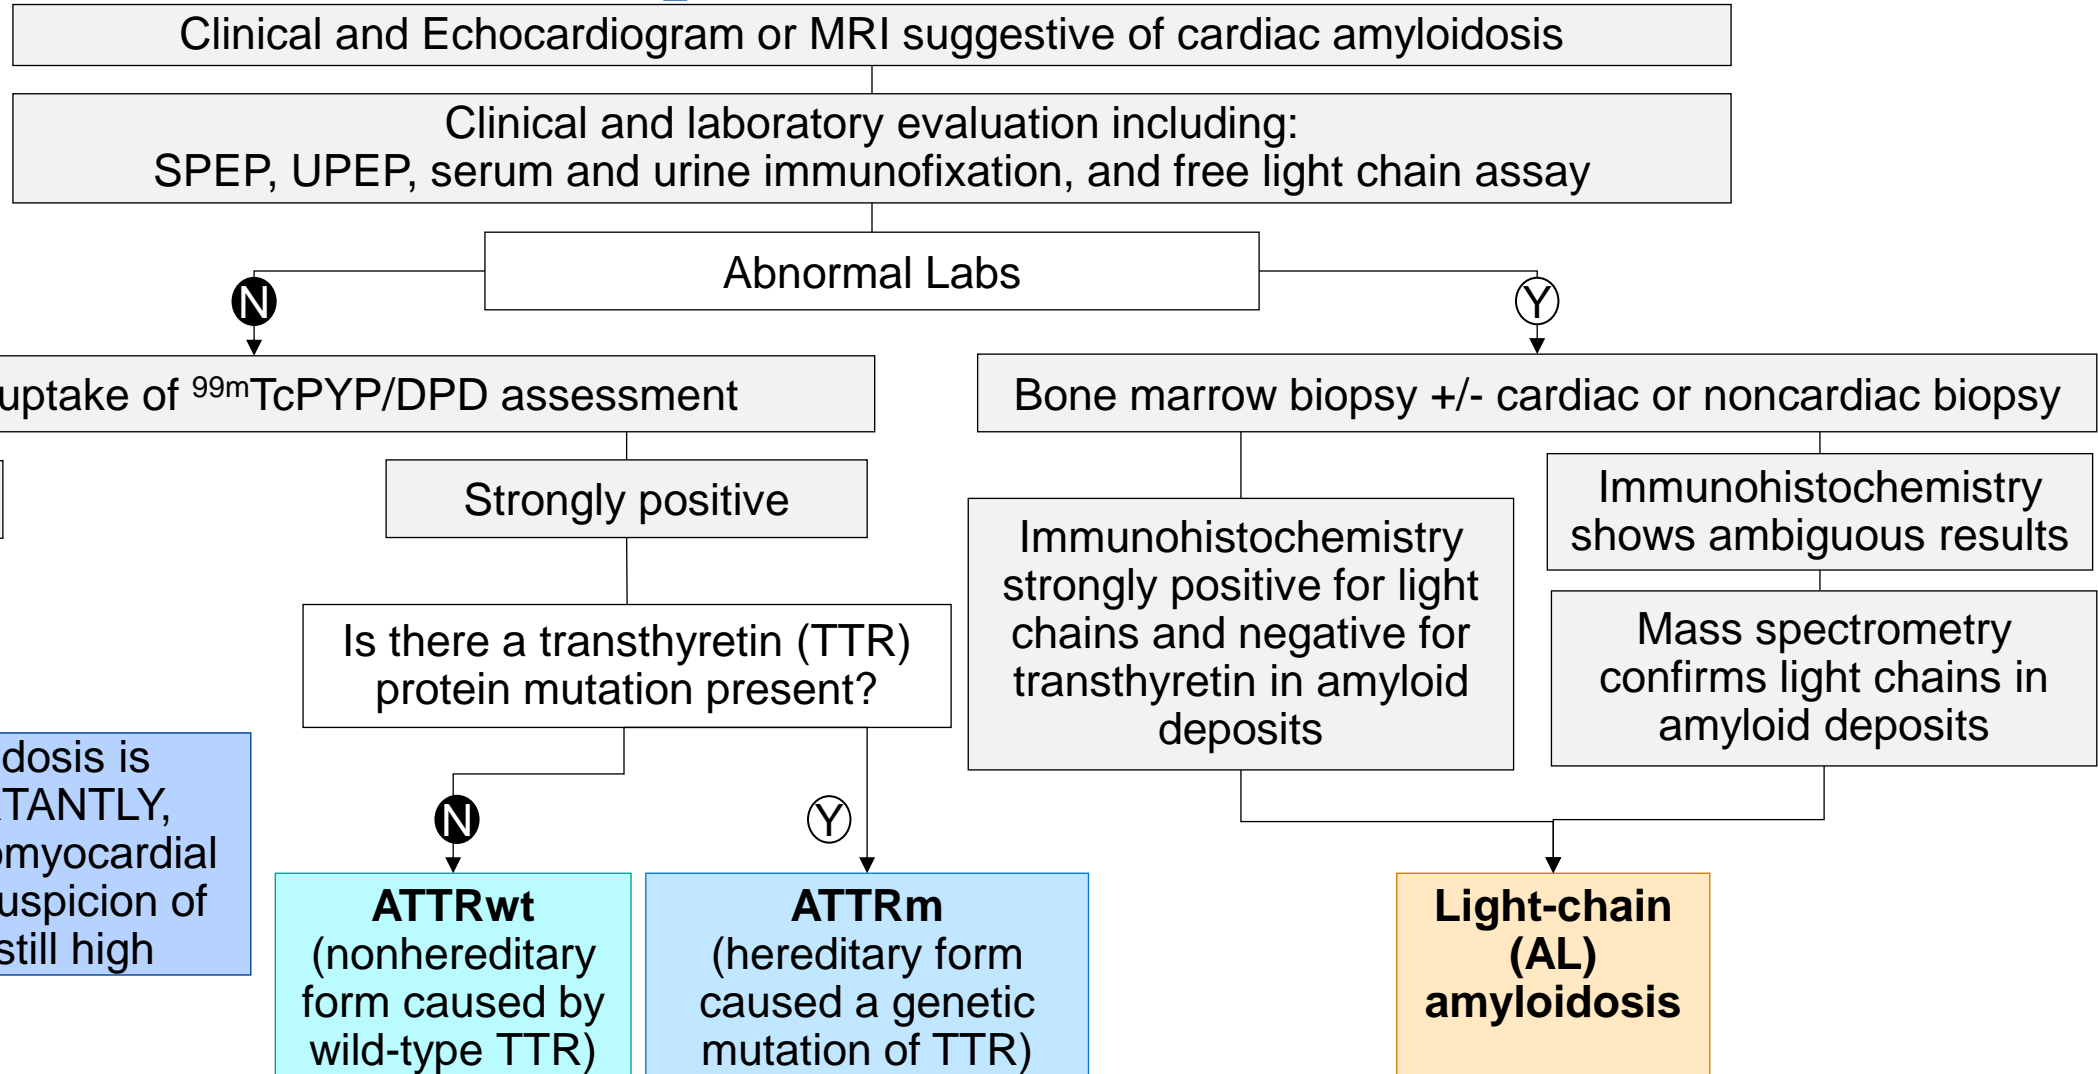 Clinical and Echocardiogram or MRI suggestive of cardiac amyloidosis
Clinical and laboratory evaluation including:
SPEP, UPEP, serum and urine immunofixation, and free light chain assay
Abnormal Labs
N
Y
uptake of 99mTcPYP/DPD assessment
Bone marrow biopsy +/- cardiac or noncardiac biopsy
Strongly positive
Immunohistochemistry
shows ambiguous results
Immunohistochemistry
strongly positive for light
chains and negative for
transthyretin in amyloid
deposits
Mass spectrometry
confirms light chains in
amyloid deposits
Is there a transthyretin (TTR)
protein mutation present?
dosis is
TANTLY,
omyocardial
uspicion of
still high
N
Y
ATTRwt
(nonhereditary
form caused by
wild-type TTR)
ATTRm
(hereditary form
caused a genetic
mutation of TTR)
Light-chain
(AL)
amyloidosis